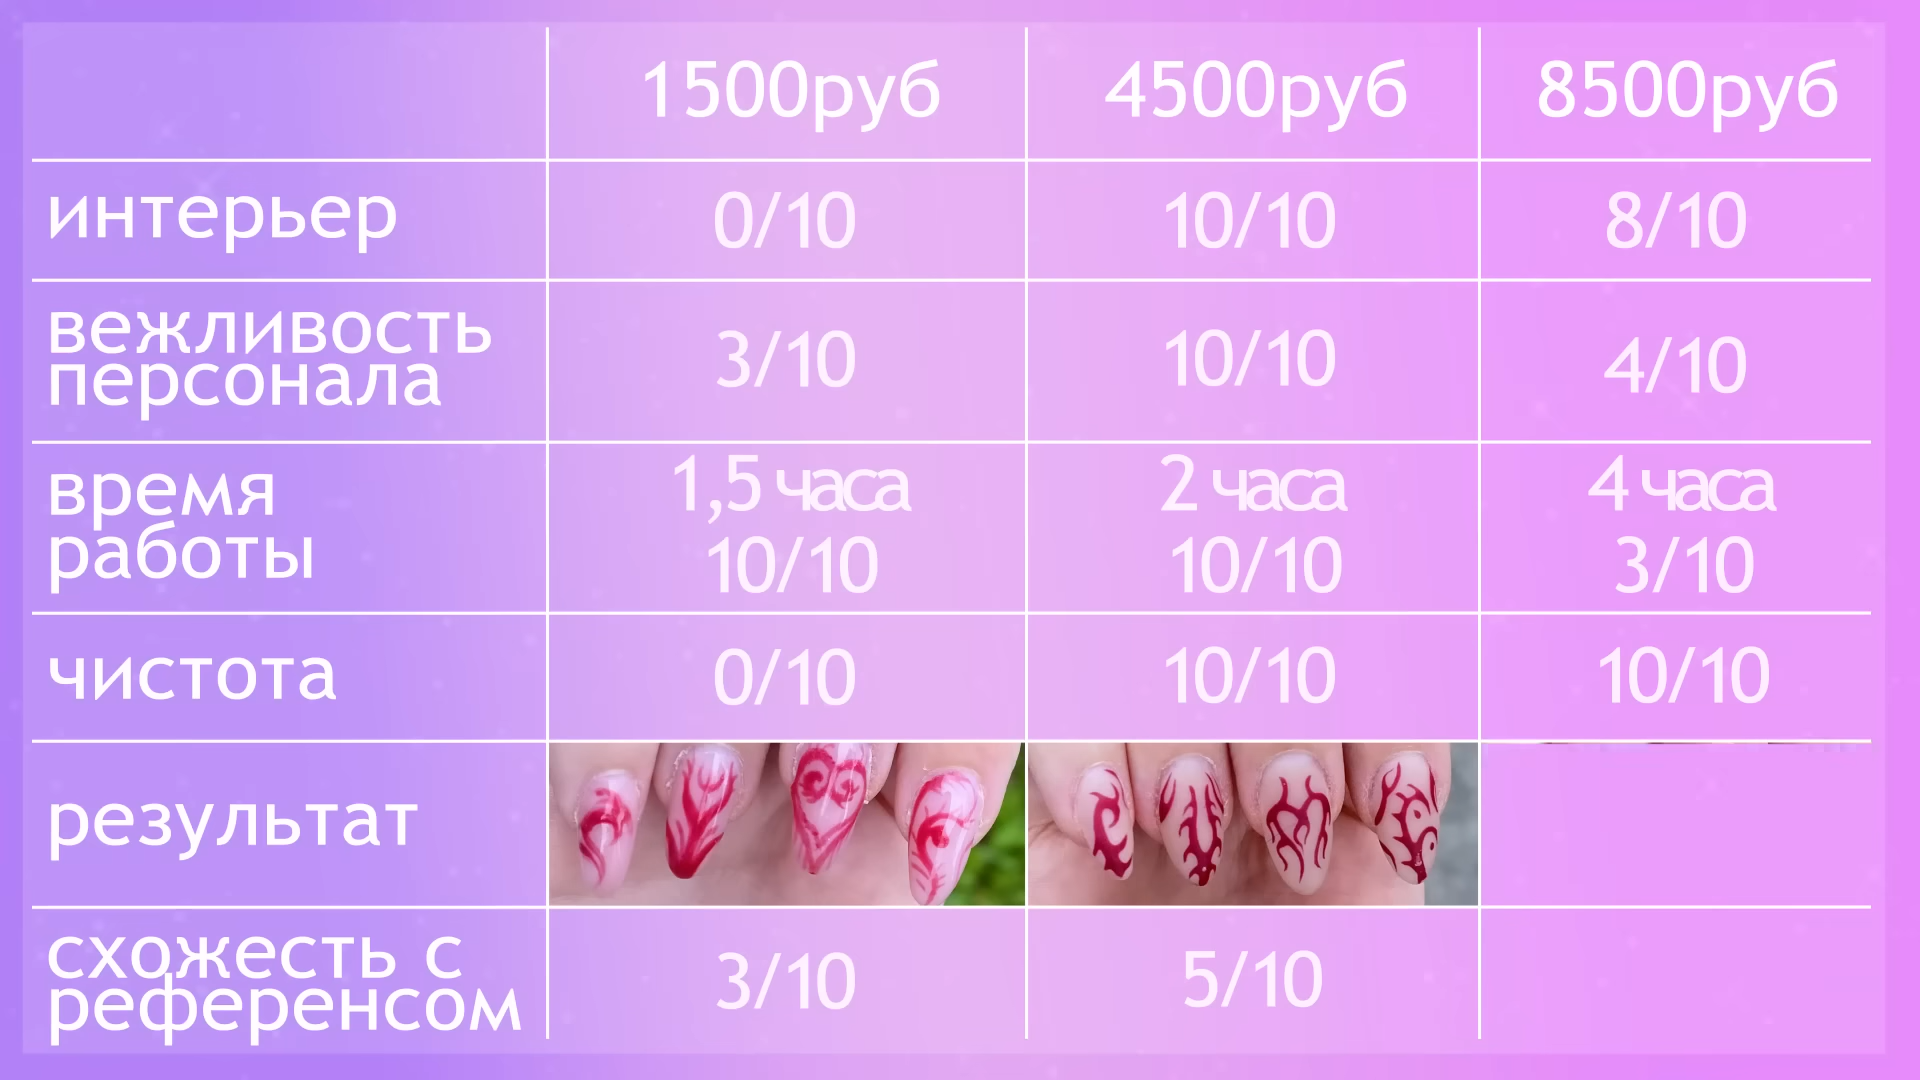 1500руб 4500руб 8500руб
интерьер 0/10 10/10 8/10
вежливость
персонала 3/10 10/10 4/10
время 1,5 часа 2 часа 4 часа
работы 10/10 10/10 3/10
чистота 0/10 10/10 10/10
результат
схожесть с
референсом 3/10 5/10